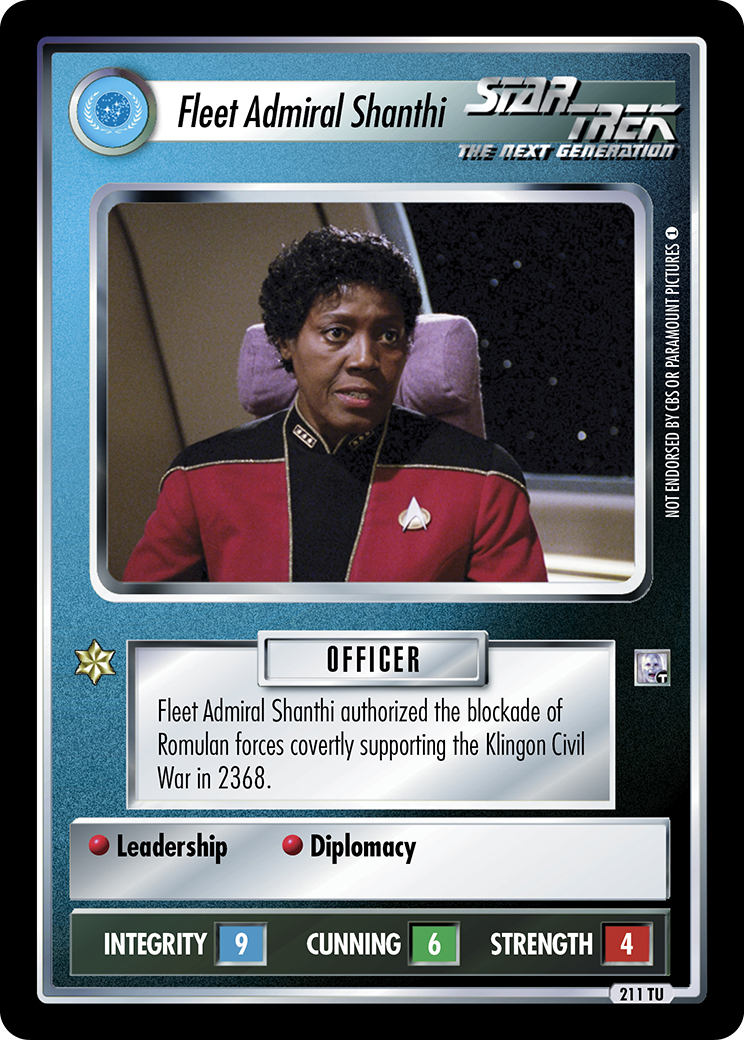 Fleet Admiral Shanthi
STAR TREK
THE NEXT GENERATION
NOT ENDORSED BY CBS OR PARAMOUNT PICTURES 1
OFFICER
T
Fleet Admiral Shanthi authorized the blockade of
Romulan forces covertly supporting the Klingon Civil
War in 2368.
Leadership Diplomacy
INTEGRITY 9 CUNNING 6 STRENGTH 4
211 TU